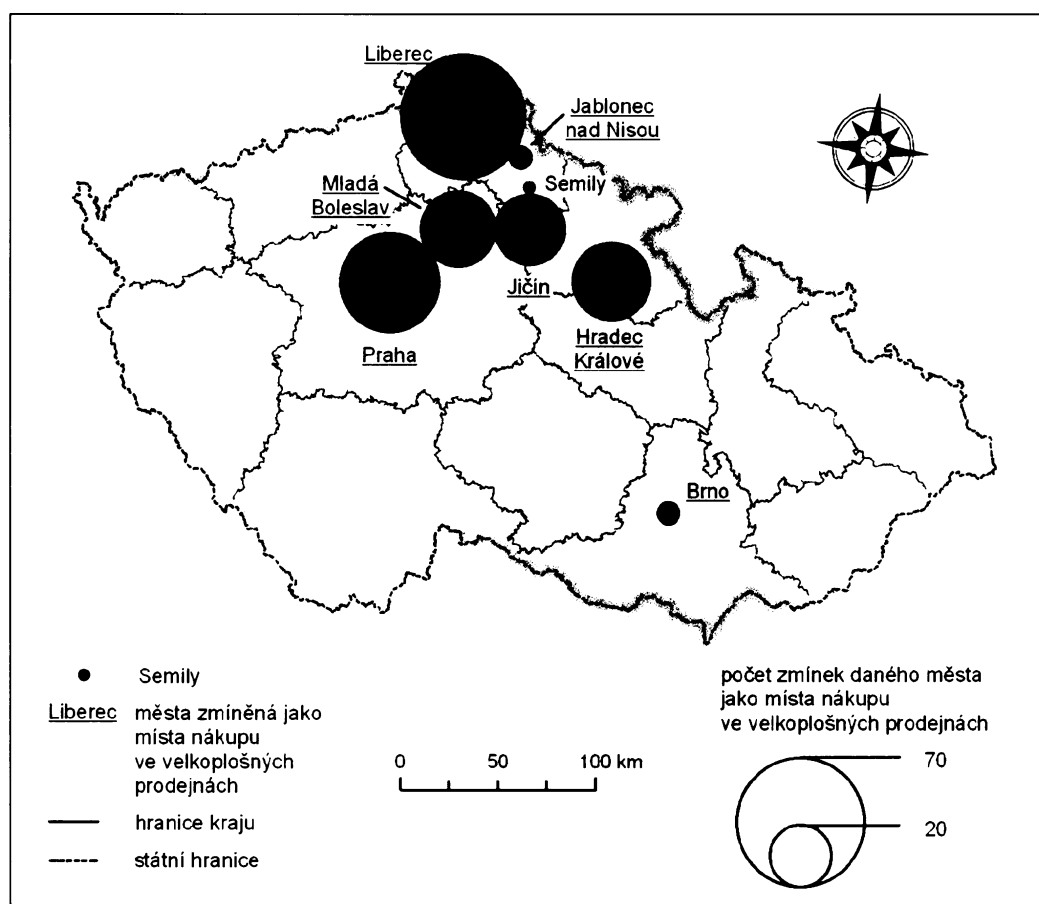 Liberec
Jablonec
nad Nisou
Mladá
Boleslav
Semily
Jičín
Praha
Hradec
Králové
Brno
Semily
Liberec města zmíněná jako
místa nákupu
ve velkoplošných
prodejnách
hranice kraju
státní hranice
0 50 100 km
počet zmínek daného města
jako místa nákupu
ve velkoplošných prodejnách
70
20